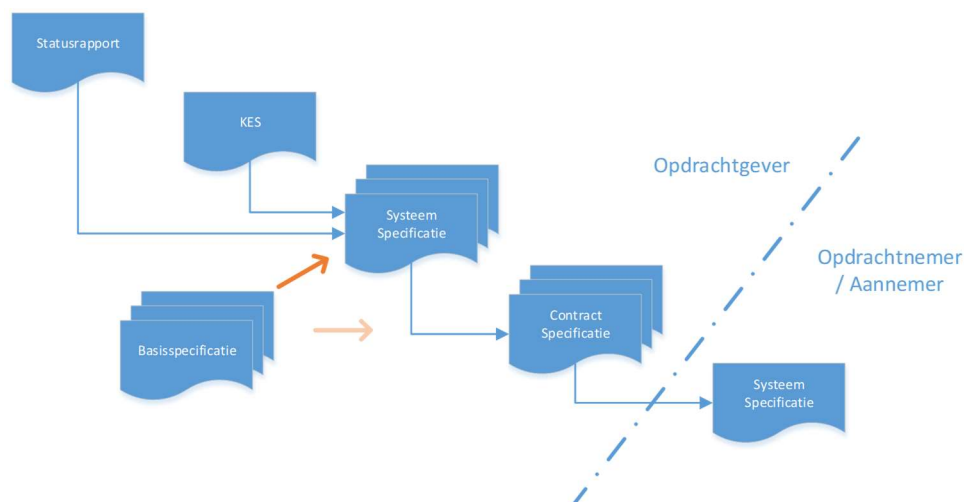 Statusrapport
KES
Opdrachtgever
Systeem
Specificatie
Opdrachtnemer
/ Aannemer
Contract
Specificatie
Basisspecificatie
Systeem
Specificatie